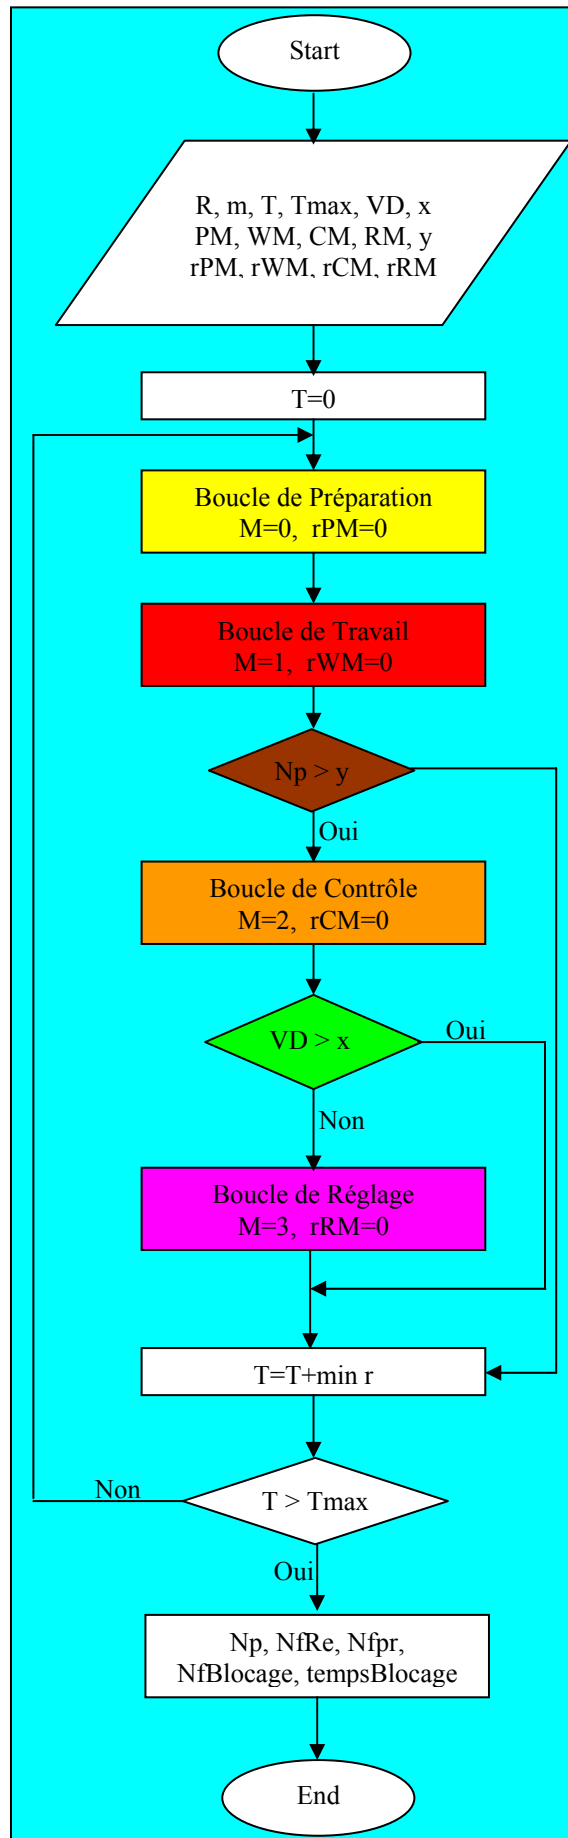 Start
R, m, T, Tmax, VD, x
PM, WM, CM, RM, y
rPM, rWM, rCM, rRM
T=0
Boucle de Préparation
M=0, rPM=0
Boucle de Travail
M=1, rWM=0
Np > y
Oui
Boucle de Contrôle
M=2, rCM=0
VD > x
Oui
Non
Boucle de Réglage
M=3, rRM=0
T=T+min r
T > Tmax
Non
Oui
Np, NfRe, Nfpr,
NfBlocage, tempsBlocage
End